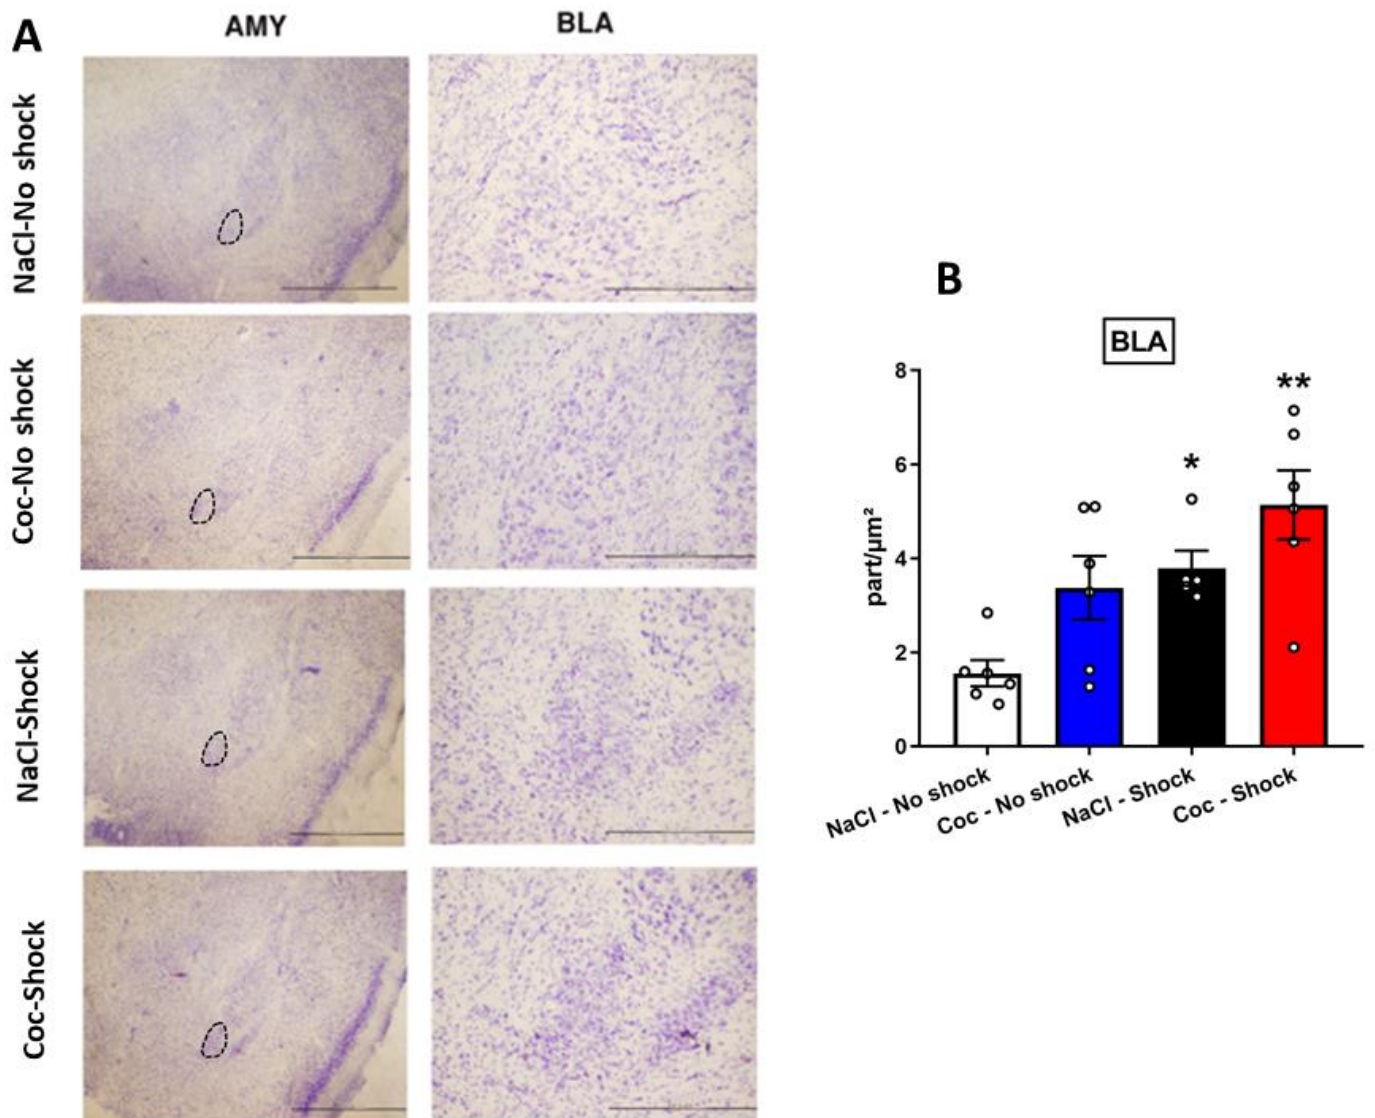 A
AMY
BLA
NaCl-No shock
Coc-No shock
NaCl-Shock
Coc-Shock
B
BLA
**
*
part/µm²
8
6
4
2
0
NaCl - No shock
Coc - No shock
NaCl - Shock
Coc - Shock